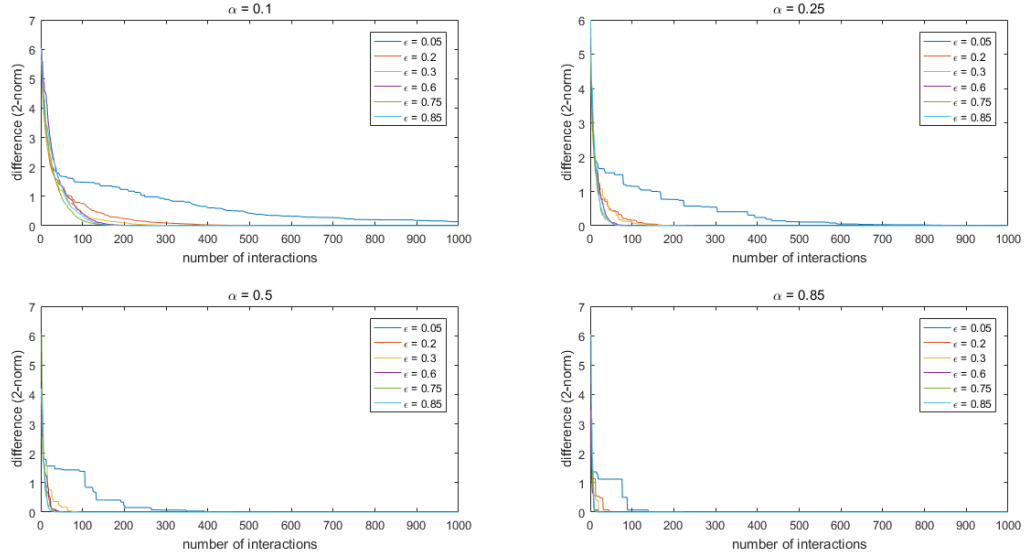 α = 0.1
7
6
5
4
3
2
1
0
difference (2-norm)
0 100 200 300 400 500 600 700 800 900 1000
number of interactions
ϵ = 0.05
ϵ = 0.2
ϵ = 0.3
ϵ = 0.6
ϵ = 0.75
ϵ = 0.85
α = 0.25
6
5
4
3
2
1
0
difference (2-norm)
0 100 200 300 400 500 600 700 800 900 1000
number of interactions
ϵ = 0.05
ϵ = 0.2
ϵ = 0.3
ϵ = 0.6
ϵ = 0.75
ϵ = 0.85
α = 0.5
7
6
5
4
3
2
1
0
difference (2-norm)
0 100 200 300 400 500 600 700 800 900 1000
number of interactions
ϵ = 0.05
ϵ = 0.2
ϵ = 0.3
ϵ = 0.6
ϵ = 0.75
ϵ = 0.85
α = 0.85
7
6
5
4
3
2
1
0
difference (2-norm)
0 100 200 300 400 500 600 700 800 900 1000
number of interactions
ϵ = 0.05
ϵ = 0.2
ϵ = 0.3
ϵ = 0.6
ϵ = 0.75
ϵ = 0.85